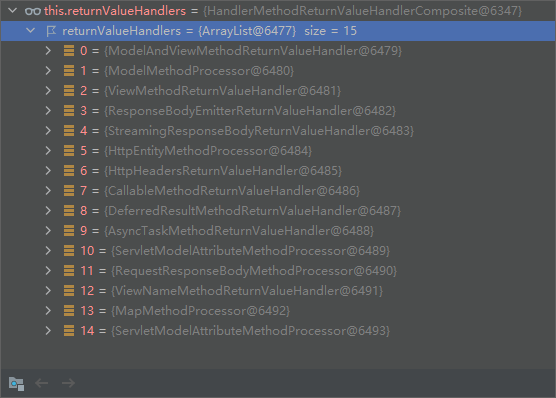 this.returnValueHandlers = {HandlerMethodReturnValueHandlerComposite@6347}
returnValueHandlers = {ArrayList@6477} size = 15
0 = {ModelAndViewMethodReturnValueHandler@6479}
1 = {ModelMethodProcessor@6480}
2 = {ViewMethodReturnValueHandler@6481}
3 = {ResponseBodyEmitterReturnValueHandler@6482}
4 = {StreamingResponseBodyReturnValueHandler@6483}
5 = {HttpEntityMethodProcessor@6484}
6 = {HttpHeadersReturnValueHandler@6485}
7 = {CallableMethodReturnValueHandler@6486}
8 = {DeferredResultMethodReturnValueHandler@6487}
9 = {AsyncTaskMethodReturnValueHandler@6488}
10 = {ServletModelAttributeMethodProcessor@6489}
11 = {RequestResponseBodyMethodProcessor@6490}
12 = {ViewNameMethodReturnValueHandler@6491}
13 = {MapMethodProcessor@6492}
14 = {ServletModelAttributeMethodProcessor@6493}